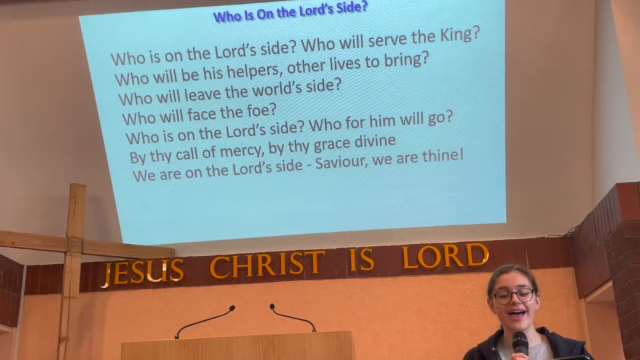 Who Is On the Lord's Side?
Who is on the Lord's side? Who will serve the King?
Who will be his helpers, other lives to bring?
Who will leave the world's side?
Who will face the foe?
Who is on the Lord's side? Who for him will go?
By thy call of mercy, by thy grace divine
We are on the Lord's side - Saviour, we are thine!
JESUS CHRIST IS LORD